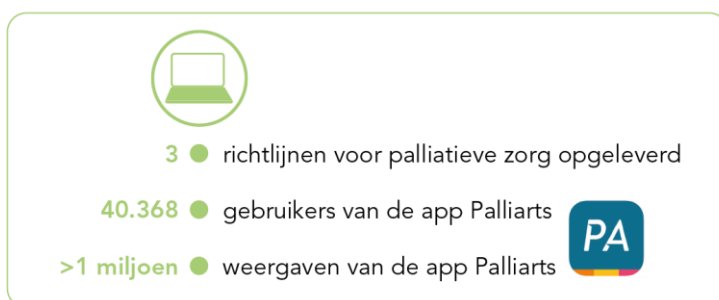 3 richtlijnen voor palliatieve zorg opgeleverd
40.368 gebruikers van de app Palliarts
>1 miljoen weergaven van de app Palliarts
PA